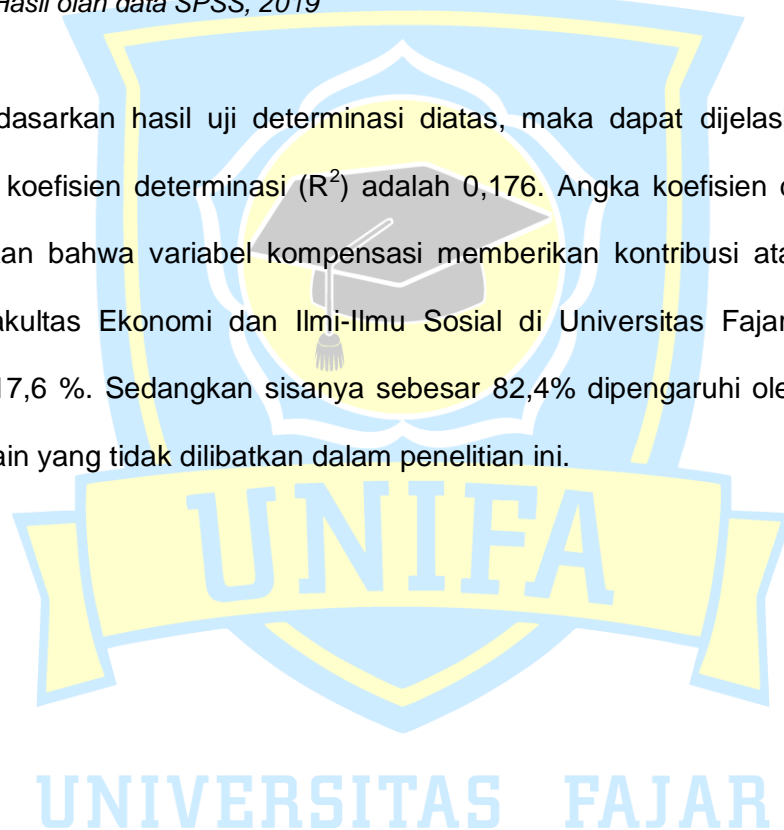 Hasil olah data SPSS, 2019
dasarkan hasil uji determinasi diatas, maka dapat dijelas
koefisien determinasi (R²) adalah 0,176. Angka koefisien
kan bahwa variabel kompensasi memberikan kontribusi ata
akultas Ekonomi dan Ilmi-Ilmu Sosial di Universitas Fajar
17,6 %. Sedangkan sisanya sebesar 82,4% dipengaruhi ole
ain yang tidak dilibatkan dalam penelitian ini.
UNIFA
UNIVERSITAS FAJAR